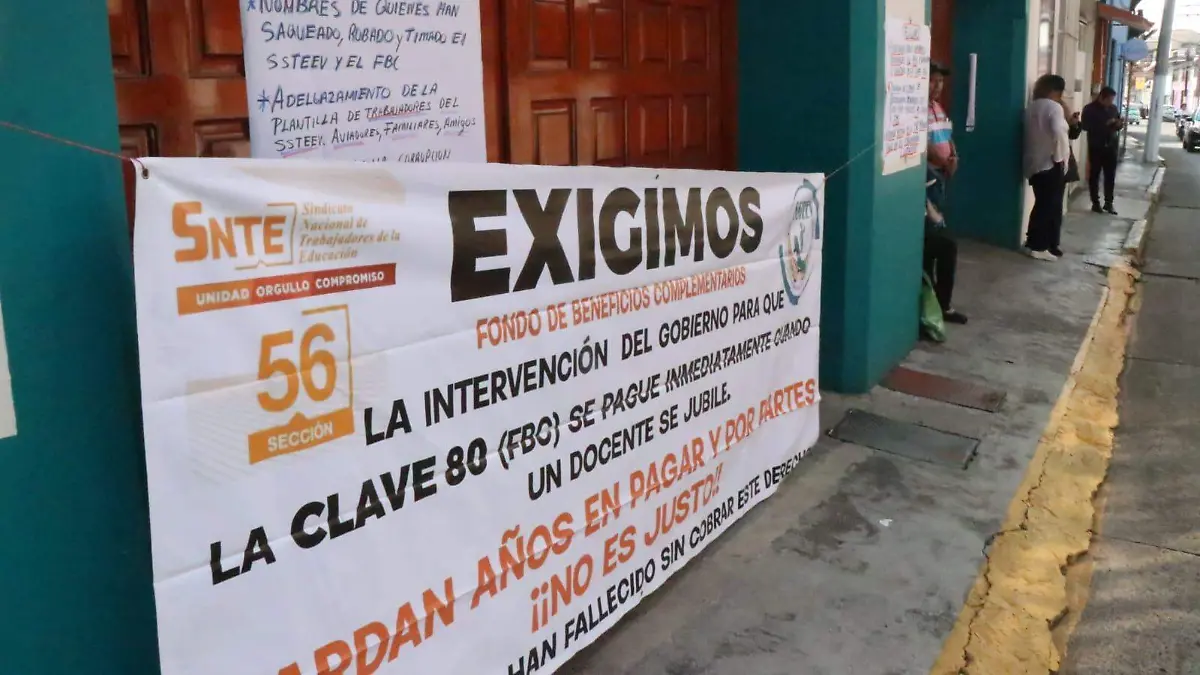 *NOMBRES DE QUIENES HAN
SAQUEADO, ROBADO y TIMADO El
SSTEEV Y EL FBC
*ADELGAZAMIENTO DE LA
PLANTILLA DE TRABAJADORES DEL
SSTEEV. AVIADORES, FAMILIARES, AMIGOS
CORRUPCION
SNTE
Sindicato
Nacional de
Trabajadores de la
Educación
UNIDAD ORGULLO COMPROMISO
56
SECCIÓN
EXIGIMOS
FONDO DE BENEFICIOS COMPLEMENTARIOS
LA INTERVENCIÓN DEL GOBIERNO PARA QUE
LA CLAVE 80 (FBC) SE PAGUE INMEDIATAMENTE CUANDO
UN DOCENTE SE JUBILE.
ARDAN AÑOS EN PAGAR Y POR PARTES
¡¡NO ES JUSTO!!
HAN FALLECIDO SIN COBRAR ESTE DERECHO